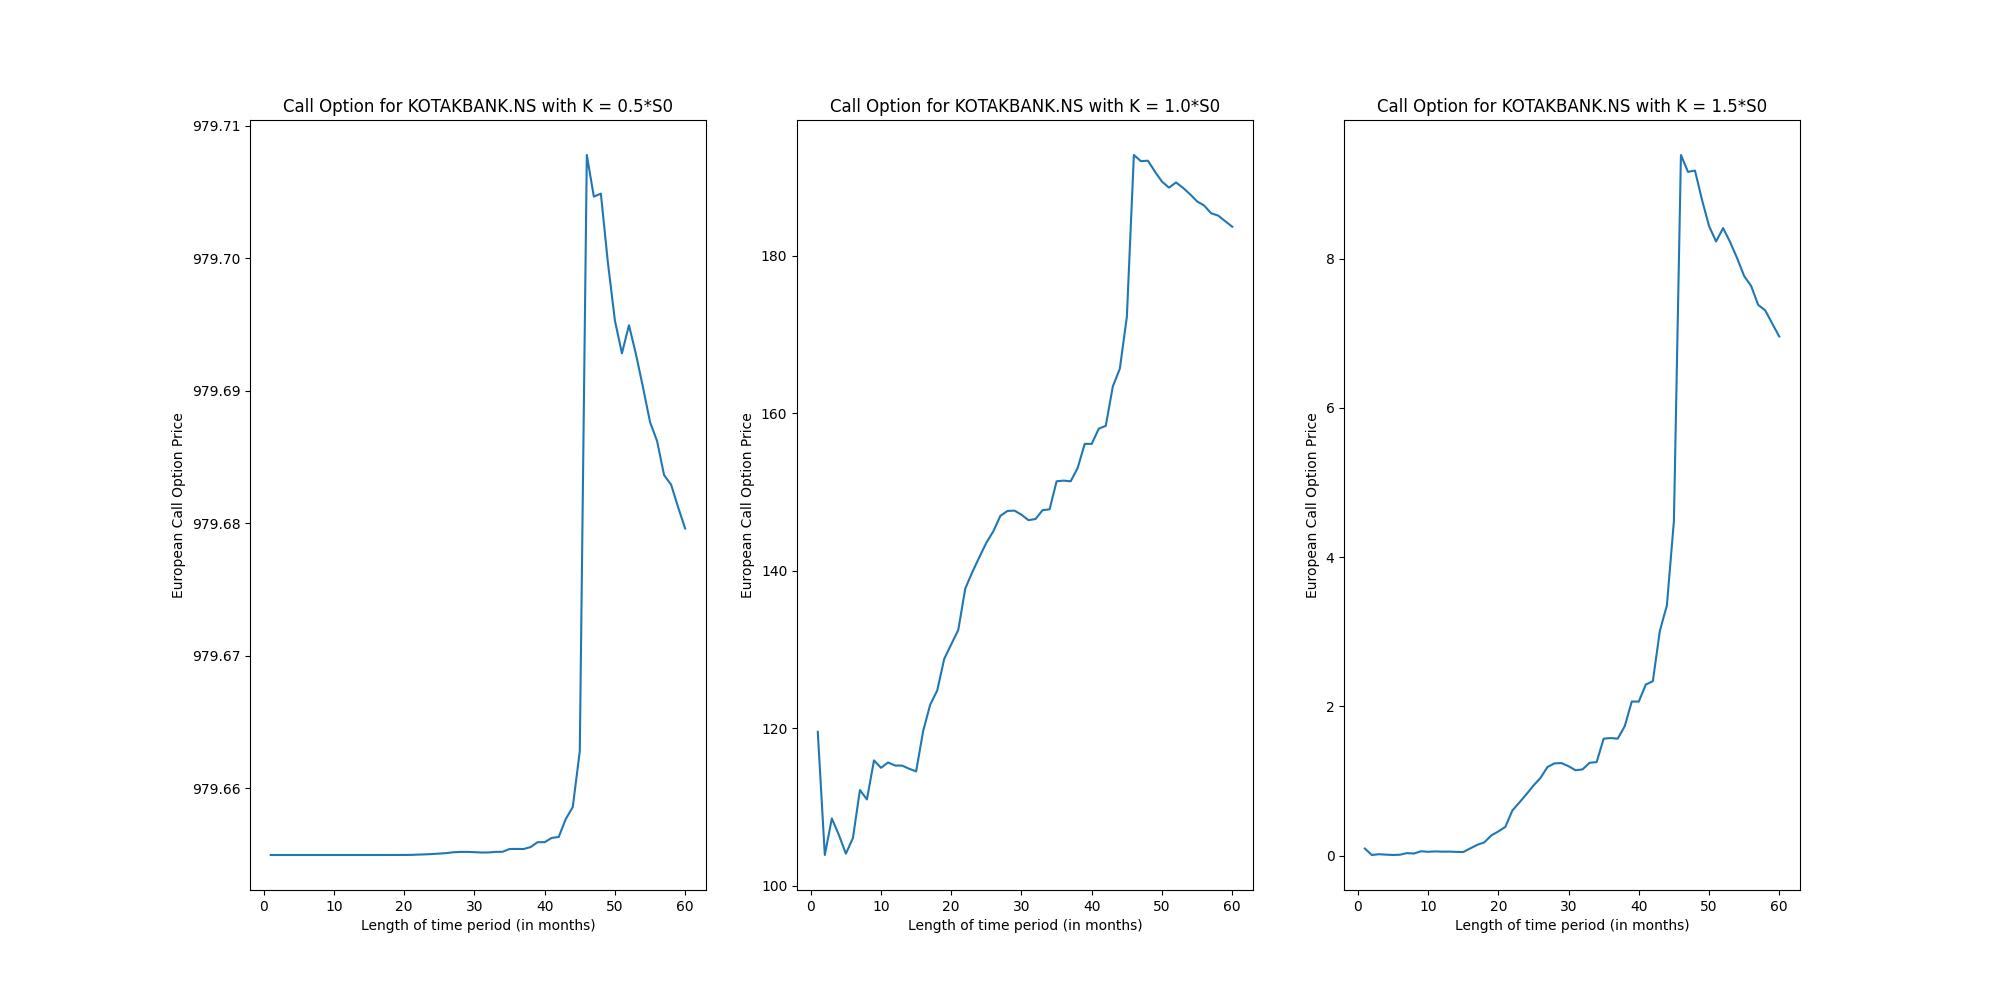 Call Option for KOTAKBANK.NS with K = 0.5*S0
979.71
979.70
979.69
979.68
979.67
979.66
European Call Option Price
0 10 20 30 40 50 60
Length of time period (in months)
Call Option for KOTAKBANK.NS with K = 1.0*S0
180
160
140
120
100
European Call Option Price
0 10 20 30 40 50 60
Length of time period (in months)
Call Option for KOTAKBANK.NS with K = 1.5*S0
8
6
4
2
0
European Call Option Price
0 10 20 30 40 50 60
Length of time period (in months)